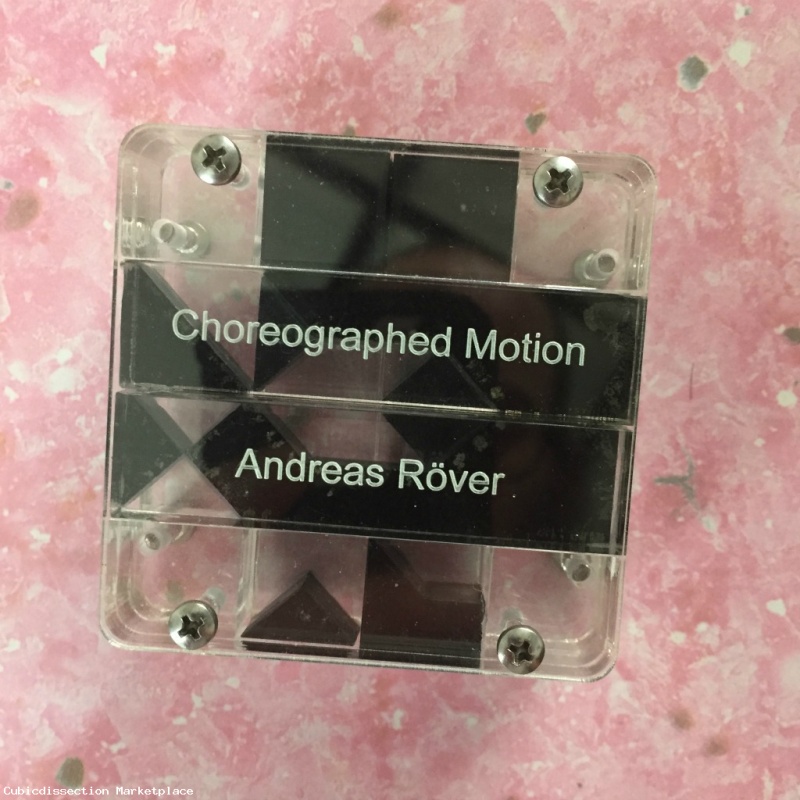 Choreographed Motion
Andreas Röver
Cubicdissection Marketplace